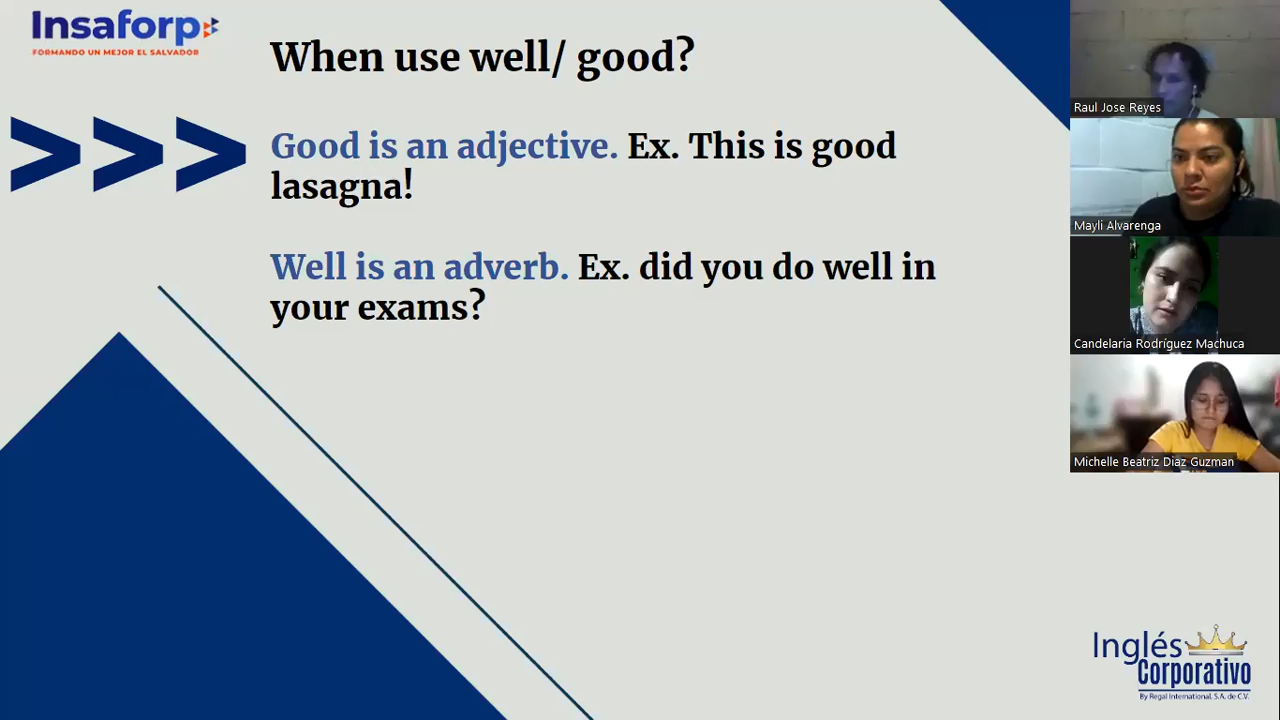 Insaforp
FORMANDO UN MEJOR EL SALVADOR
When use well/ good?
Good is an adjective. Ex. This is good
lasagna!
Well is an adverb. Ex. did you do well in
your exams?
Raul Jose Reyes
Mayli Alvarenga
Candelaria Rodríguez Machuca
Michelle Beatriz Diaz Guzman
Inglés
Corporativo
By Regal International, S.A. de C.V.